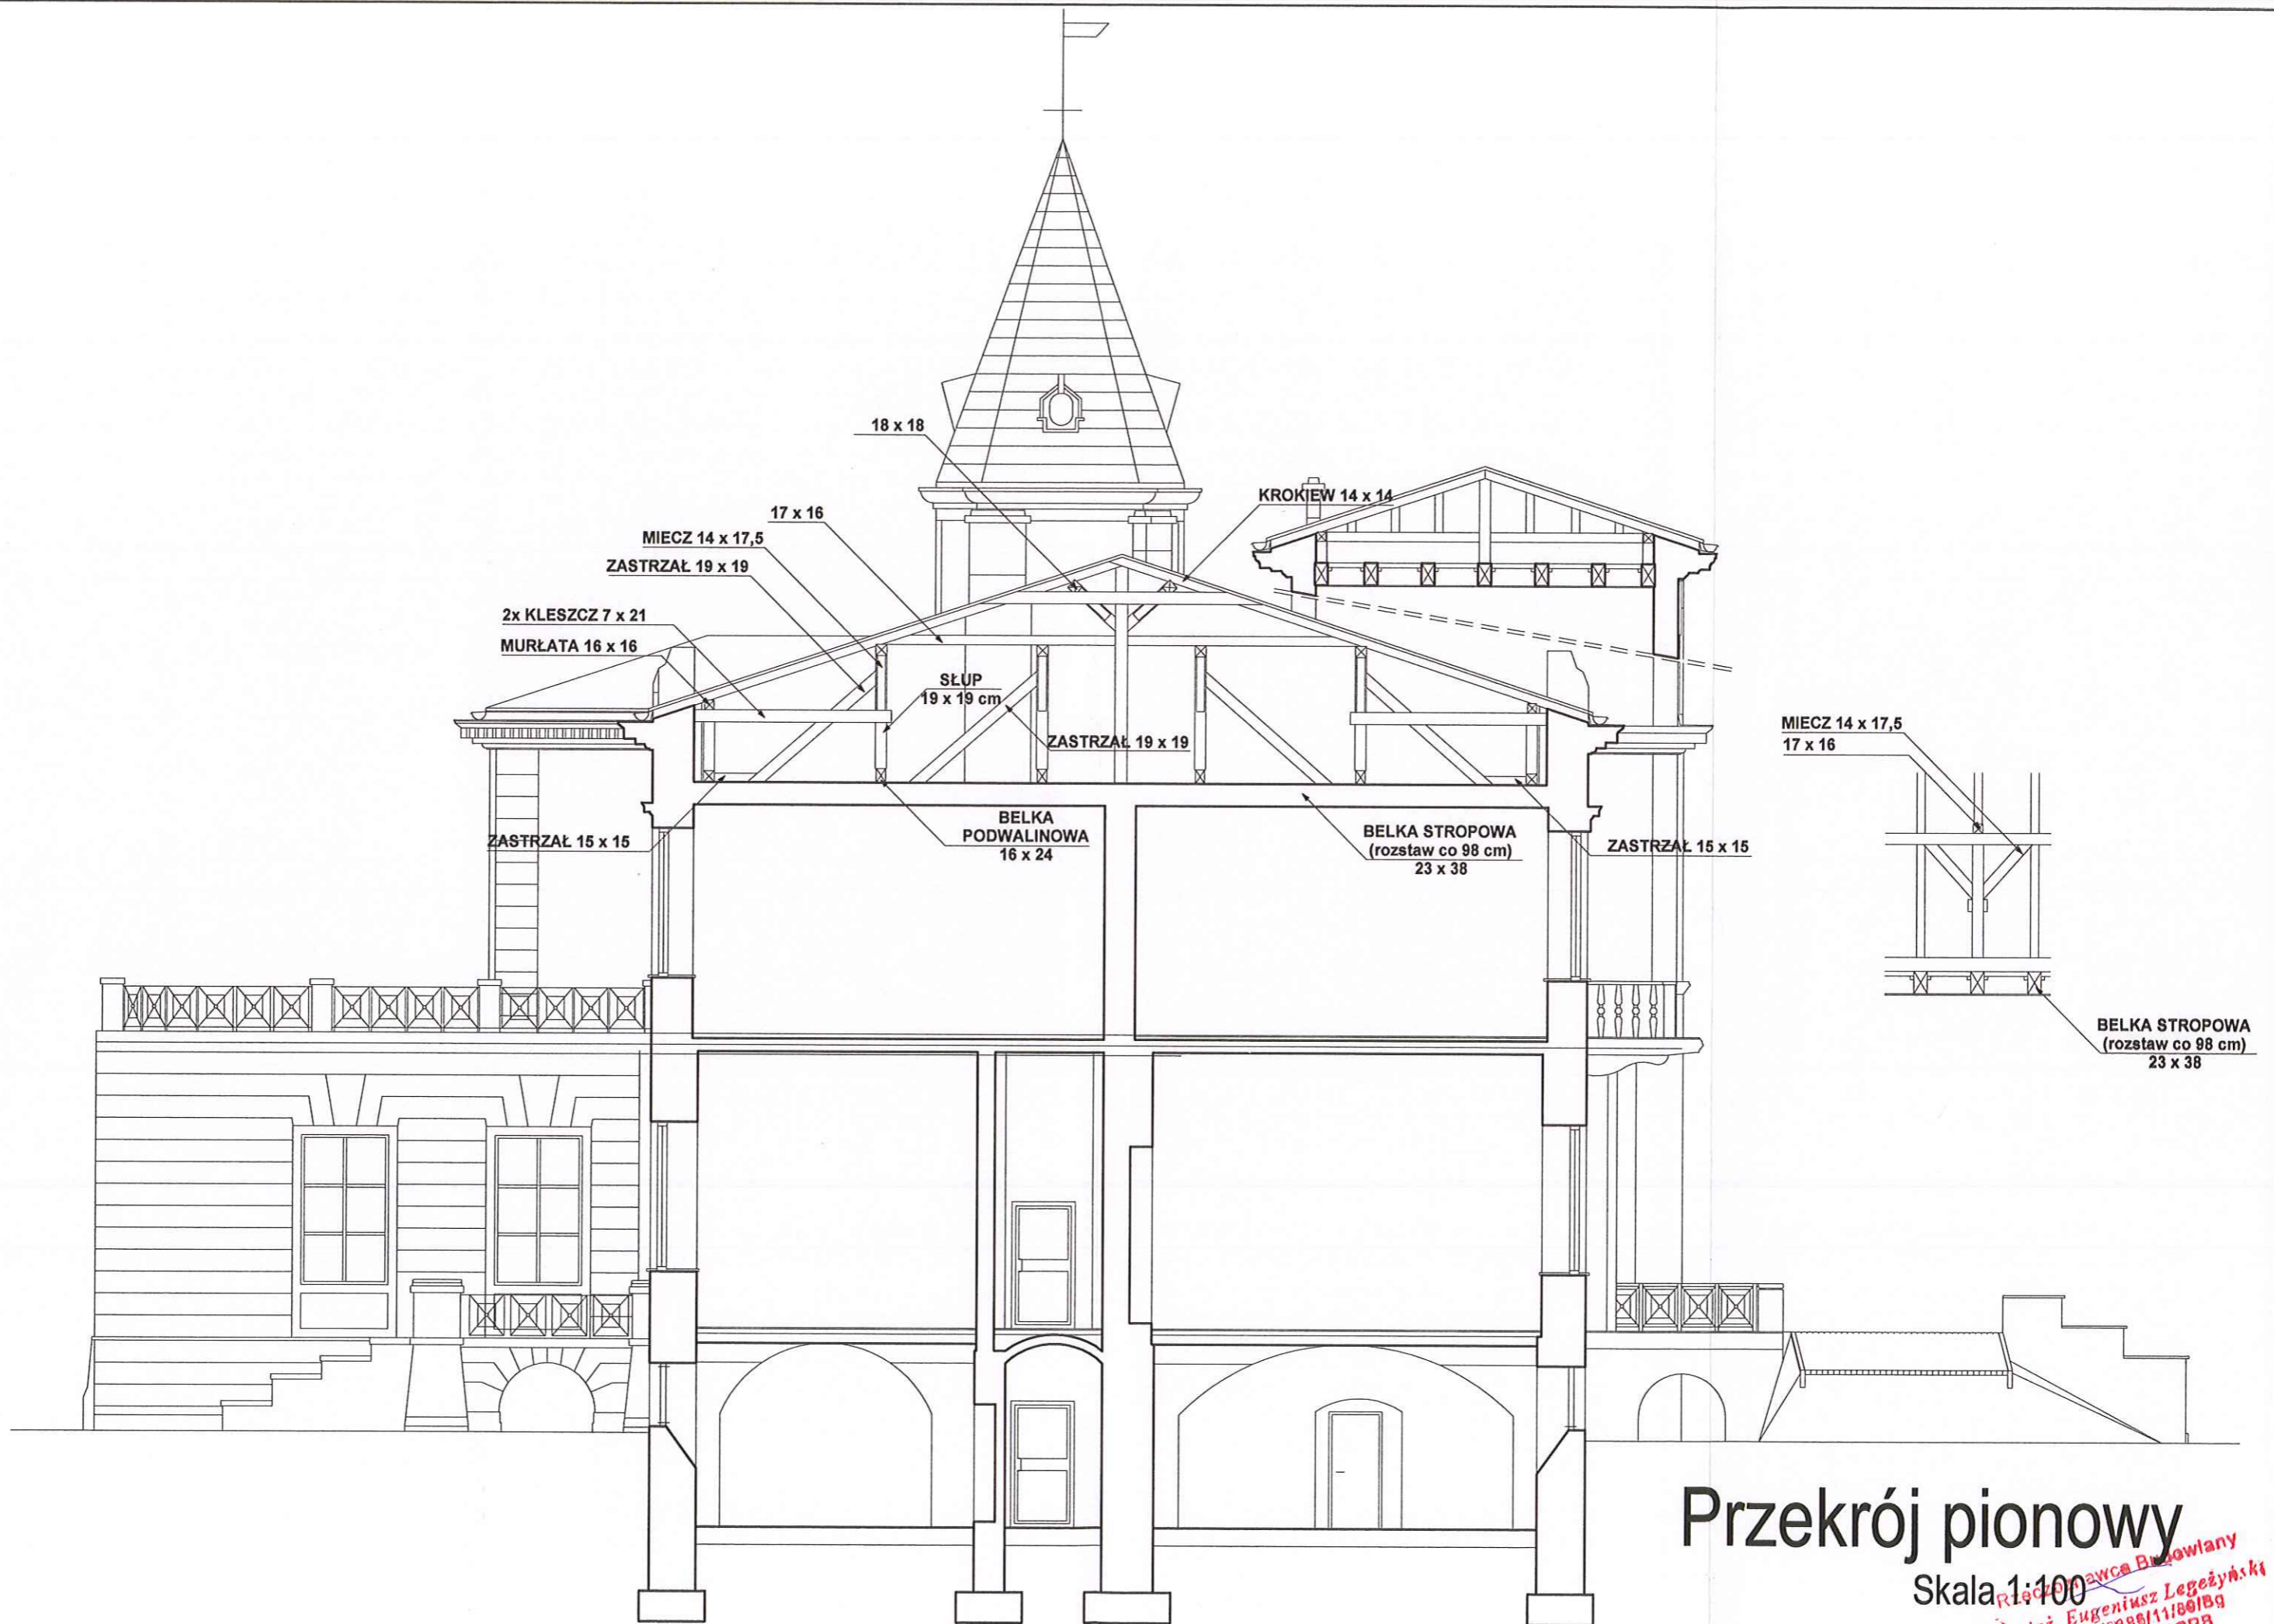 18 x 18
KROKIEW 14 x 14
17 x 16
MIECZ 14 x 17,5
ZASTRZAŁ 19 x 19
2x KLESZCZ 7 x 21
MURŁATA 16 x 16
SŁUP
19 x 19 cm
ZASTRZAŁ 19 x 19
MIECZ 14 x 17,5
17 x 16
ZASTRZAŁ 15 x 15
BELKA
PODWALINOWA
16 x 24
BELKA STROPOWA
(rozstaw co 98 cm)
23 x 38
ZASTRZAŁ 15 x 15
BELKA STROPOWA
(rozstaw co 98 cm)
23 x 38
Przekrój pionowy
Skala 1:100
Rzeczoznawca Budowlany
Eugeniusz Legeżyński